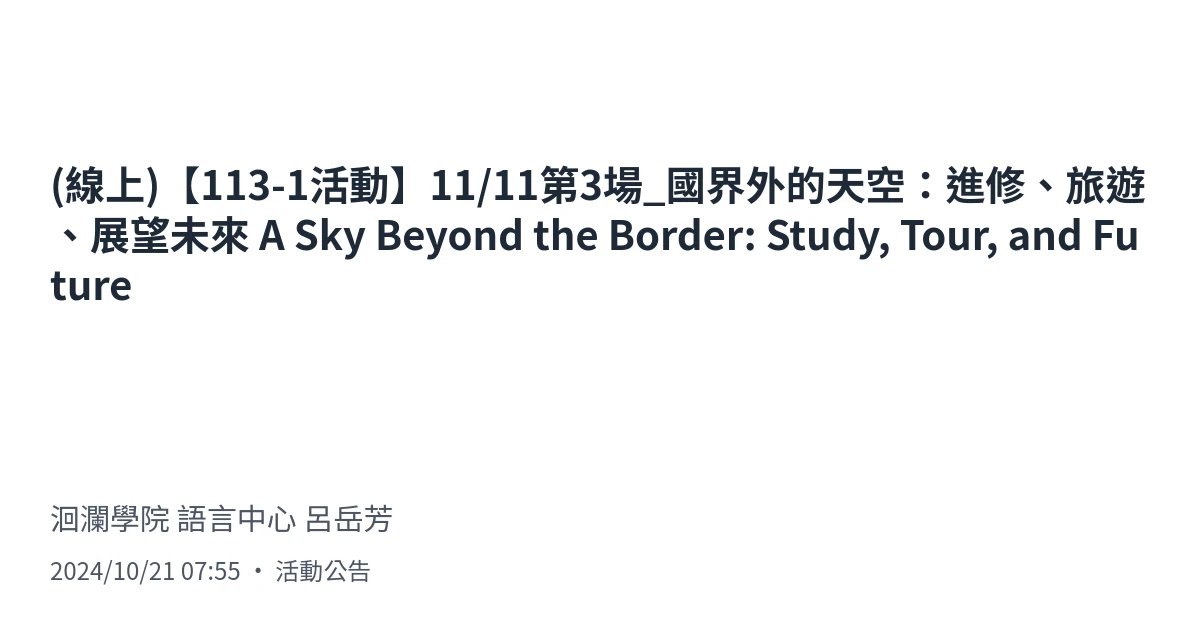 (線上)【113-1活動】11/11第3場_國界外的天空：進修、旅遊
、展望未來 A Sky Beyond the Border: Study, Tour, and Fu
ture
洄瀾學院 語言中心 呂岳芳
2024/10/21 07:55 ・ 活動公告